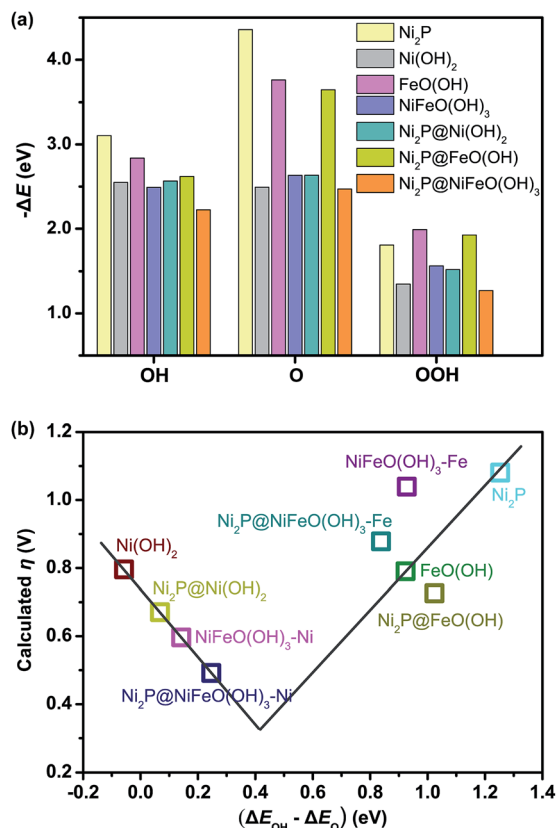 (a)
-ΔE (eV)
4.0
3.0
2.0
1.0
Ni₂P
Ni(OH)₂
FeO(OH)
NiFeO(OH)₃
Ni₂P@Ni(OH)₂
Ni₂P@FeO(OH)
Ni₂P@NiFeO(OH)₃
OH O OOH
(b)
Calculated η (V)
1.2
1.0
0.8
0.6
0.4
0.2
NiFeO(OH)₃-Fe
Ni₂P
Ni₂P@NiFeO(OH)₃-Fe
Ni(OH)₂
FeO(OH)
Ni₂P@Ni(OH)₂
Ni₂P@FeO(OH)
NiFeO(OH)₃-Ni
Ni₂P@NiFeO(OH)₃-Ni
-0.2 0.0 0.2 0.4 0.6 0.8 1.0 1.2 1.4
(ΔE_OH - ΔE_O) (eV)